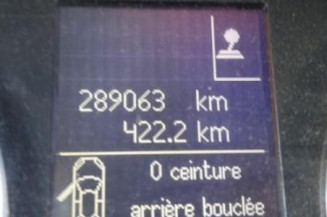 289063 km
422.2 km
0 ceinture
arrière bouclée